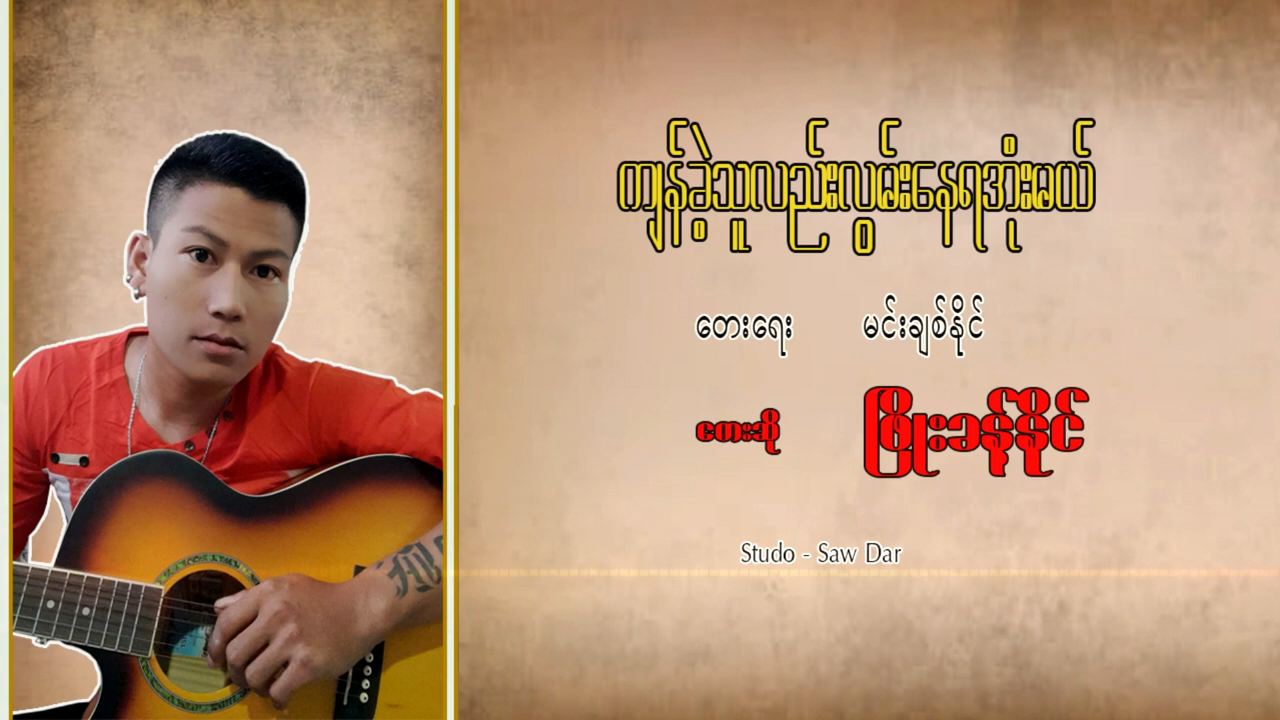 ကျန်ခဲ့သူလည်းလွမ်းနေရအုံးမယ်
တေးရေး မင်းချစ်နိုင်
တေးဆို ဖြိုးခန့်နိုင်
Studo - Saw Dar